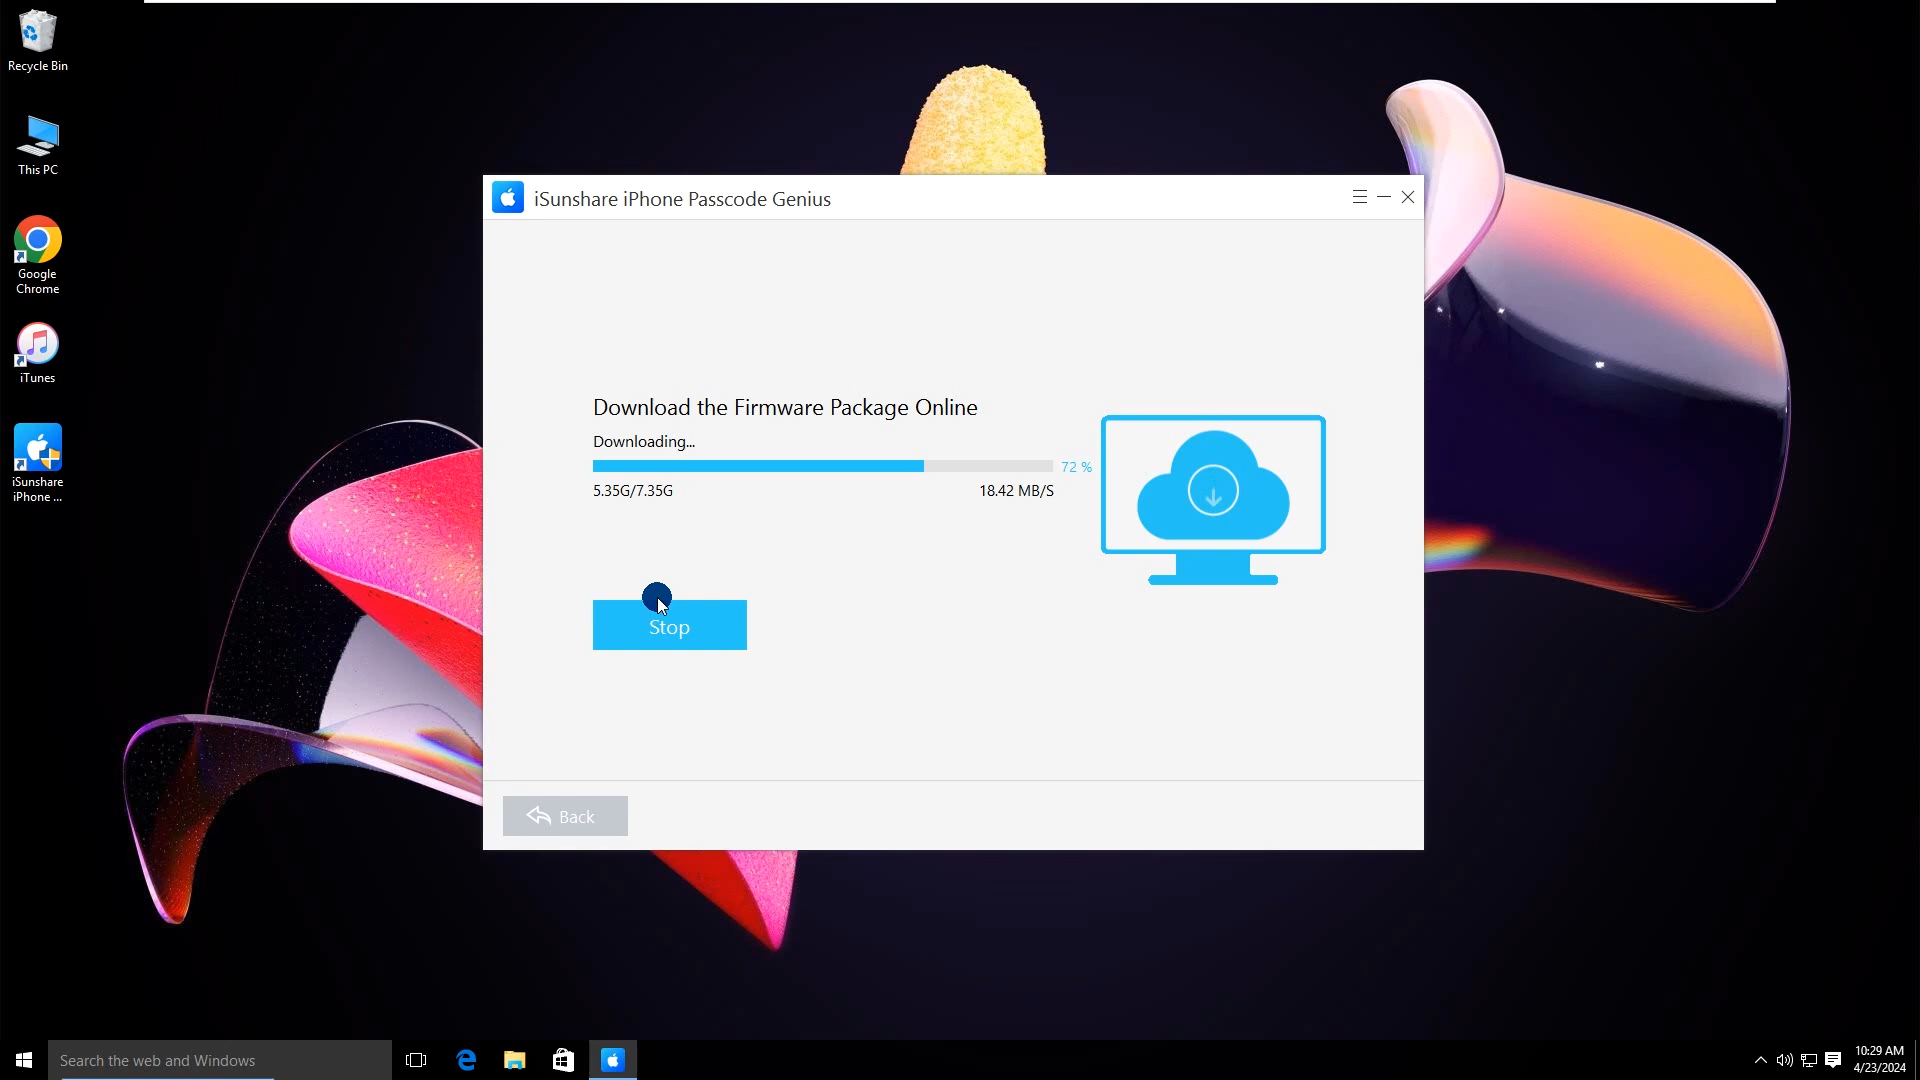 Recycle Bin
This PC
Google
Chrome
iTunes
iSunshare
iPhone ...
iSunshare iPhone Passcode Genius
Download the Firmware Package Online
Downloading...
72 %
5.35G/7.35G
18.42 MB/S
Stop
Back
Search the web and Windows
10:29 AM
4/23/2024